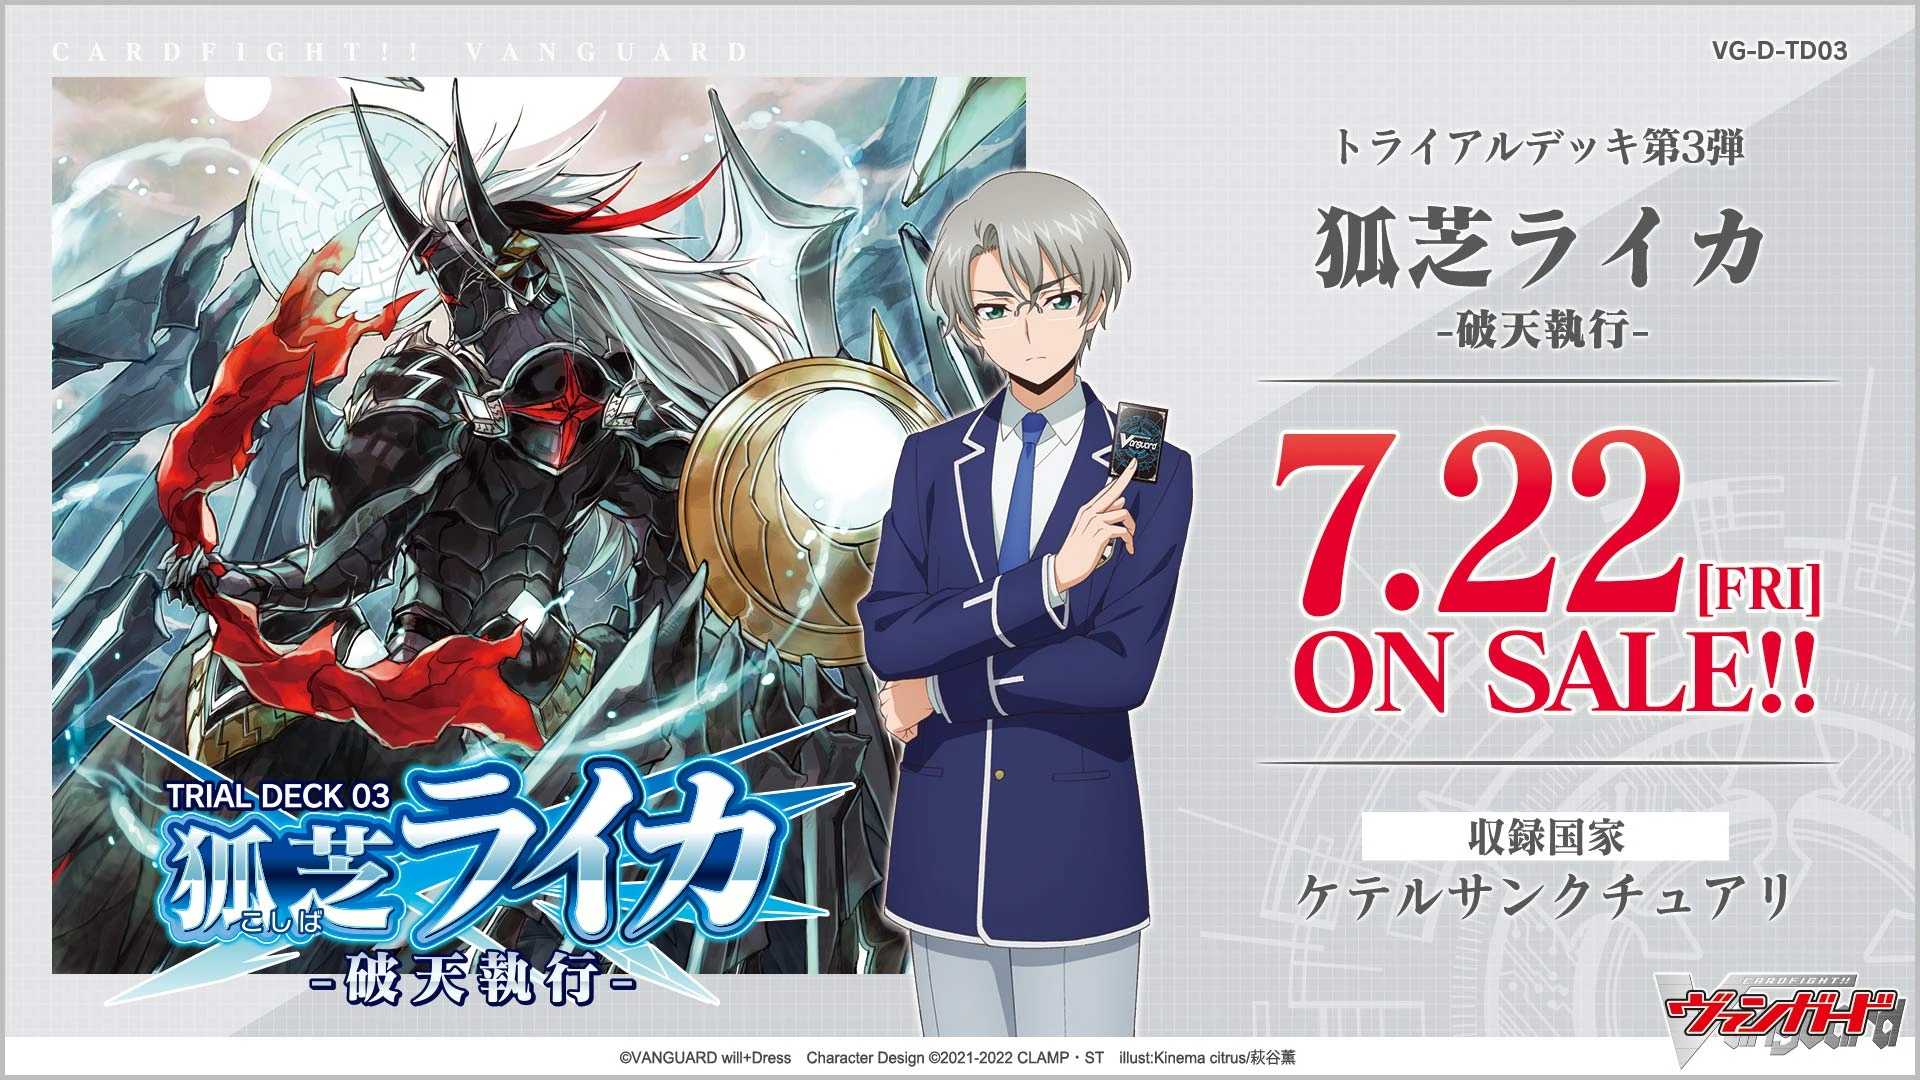 CARDFIGHT!! VANGUARD
VG-D-TD03
トライアルデッキ第3弾
狐芝ライカ
-破天執行-
7.22[FRI]
ON SALE!!
収録国家
ケテルサンクチュアリ
Vanguard
TRIAL DECK 03
狐芝ライカ
こしば
-破天執行-
CARDFIGHT!!
ヴァンガード
Vanguard
©VANGUARD will+Dress Character Design ©2021-2022 CLAMP・ST illust:Kinema citrus/萩谷薫